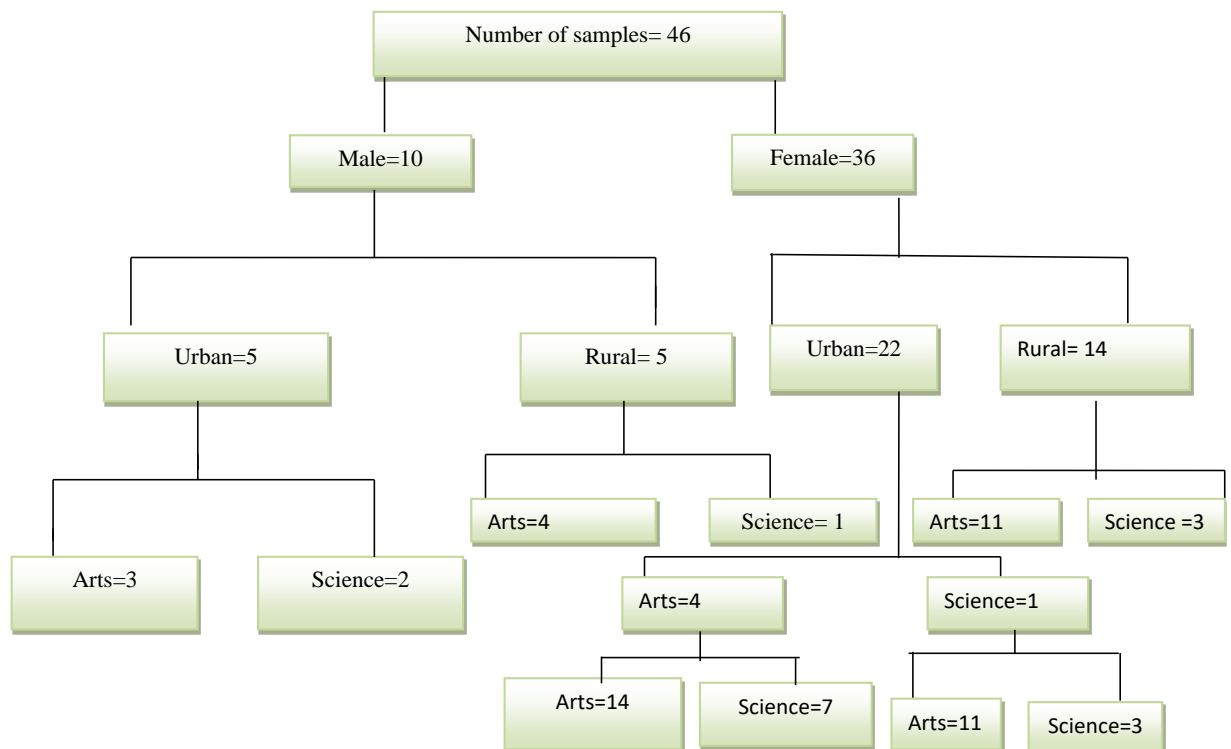 Number of samples= 46
Male=10
Female=36
Urban=5
Rural= 5
Urban=22
Rural= 14
Arts=4
Science= 1
Arts=11
Science =3
Arts=3
Science=2
Arts=4
Science=1
Arts=14
Science=7
Arts=11
Science=3